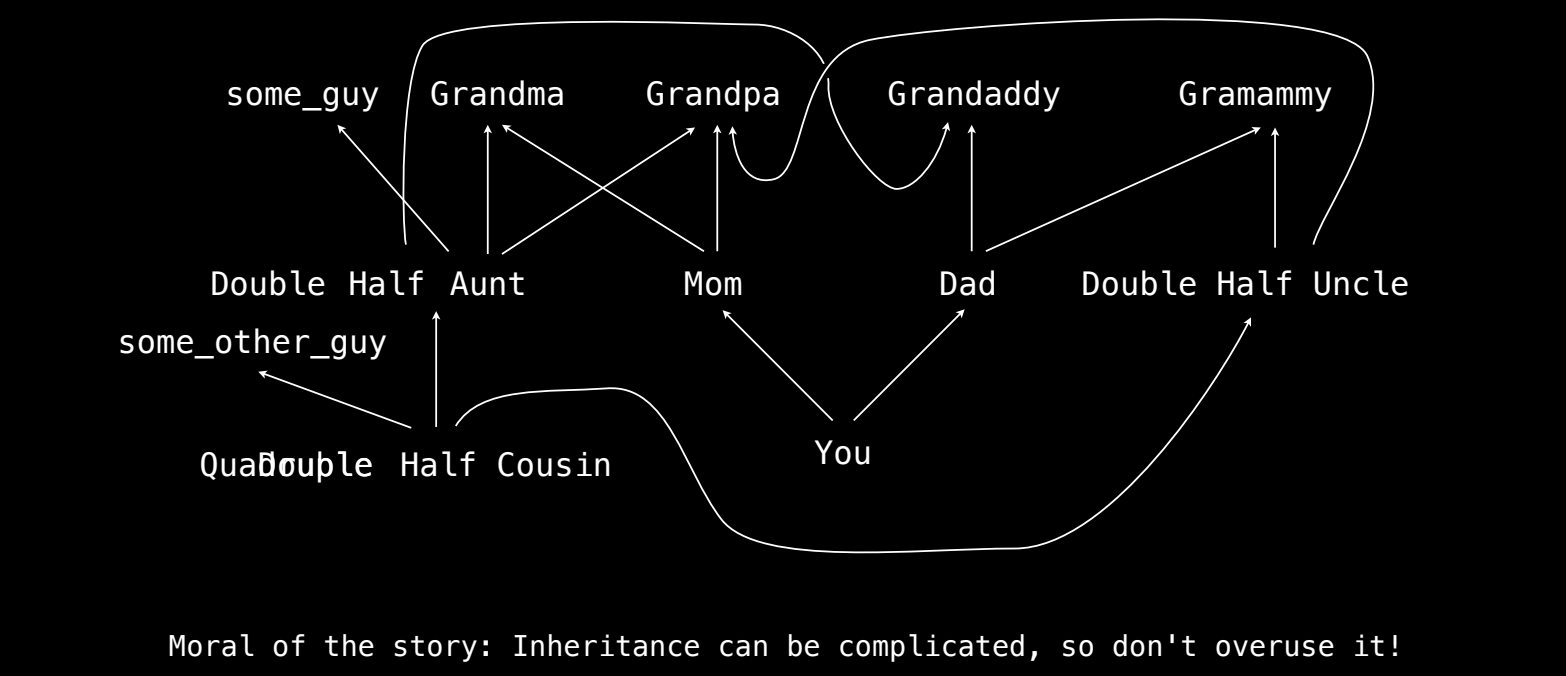 some_guy Grandma Grandpa Grandaddy Gramammy
Double Half Aunt Mom Dad Double Half Uncle
some_other_guy
You
Half Cousin
Moral of the story: Inheritance can be complicated, so don't overuse it!